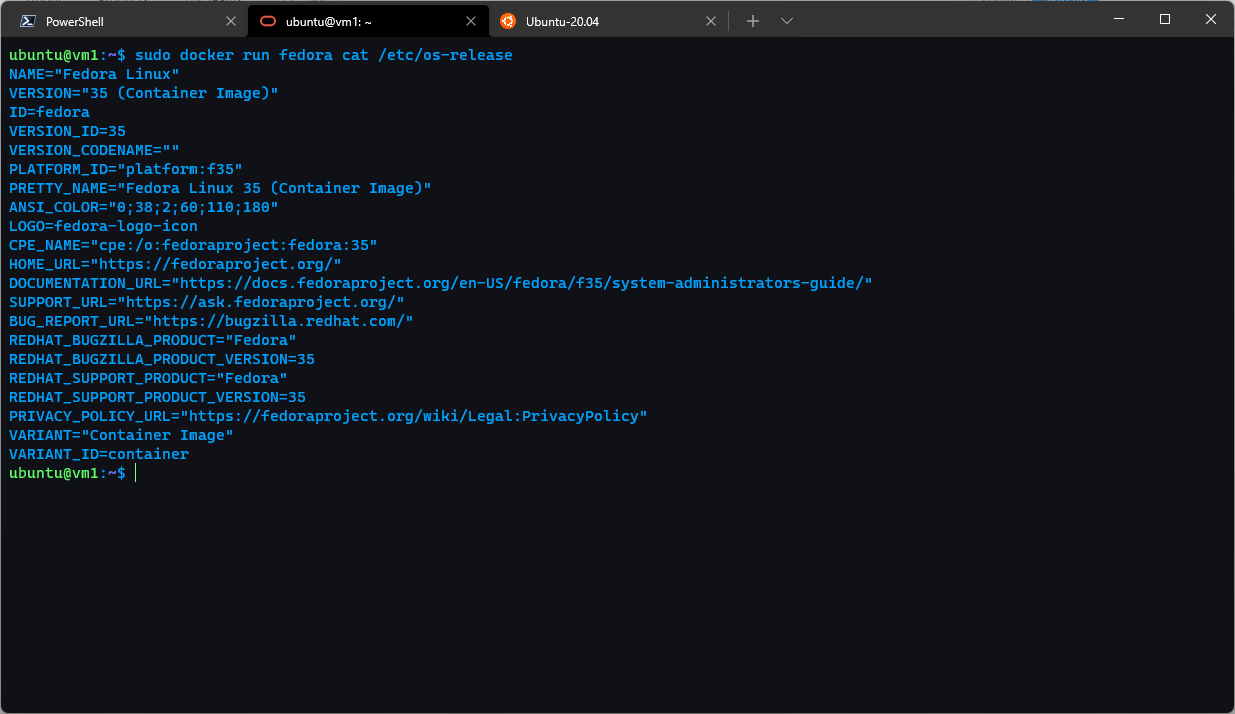 PowerShell
ubuntu@vm1: ~
Ubuntu-20.04
ubuntu@vm1:~$ sudo docker run fedora cat /etc/os-release
NAME="Fedora Linux"
VERSION="35 (Container Image)"
ID=fedora
VERSION_ID=35
VERSION_CODENAME=""
PLATFORM_ID="platform:f35"
PRETTY_NAME="Fedora Linux 35 (Container Image)"
ANSI_COLOR="0;38;2;60;110;180"
LOGO=fedora-logo-icon
CPE_NAME="cpe:/o:fedoraproject:fedora:35"
HOME_URL="https://fedoraproject.org/"
DOCUMENTATION_URL="https://docs.fedoraproject.org/en-US/fedora/f35/system-administrators-guide/"
SUPPORT_URL="https://ask.fedoraproject.org/"
BUG_REPORT_URL="https://bugzilla.redhat.com/"
REDHAT_BUGZILLA_PRODUCT="Fedora"
REDHAT_BUGZILLA_PRODUCT_VERSION=35
REDHAT_SUPPORT_PRODUCT="Fedora"
REDHAT_SUPPORT_PRODUCT_VERSION=35
PRIVACY_POLICY_URL="https://fedoraproject.org/wiki/Legal:PrivacyPolicy"
VARIANT="Container Image"
VARIANT_ID=container
ubuntu@vm1:~$